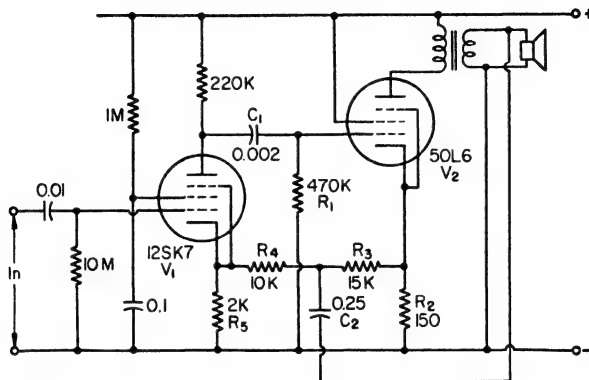 +
220K
1M
C1
0.002
50L6
V2
470K
R1
0.01
In
10M
12SK7
V1
0.1
R4
10K
R3
15K
2K
R5
0.25
C2
R2
150
-